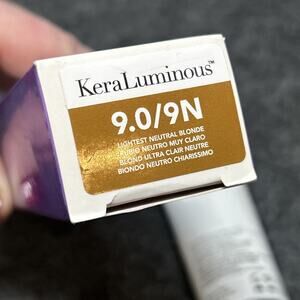 KeraLuminous™
9.0/9N
LIGHTEST NEUTRAL BLONDE
RUBIO NEUTRO MUY CLARO
BLOND ULTRA CLAIR NEUTRE
BIONDO NEUTRO CHIARISSIMO